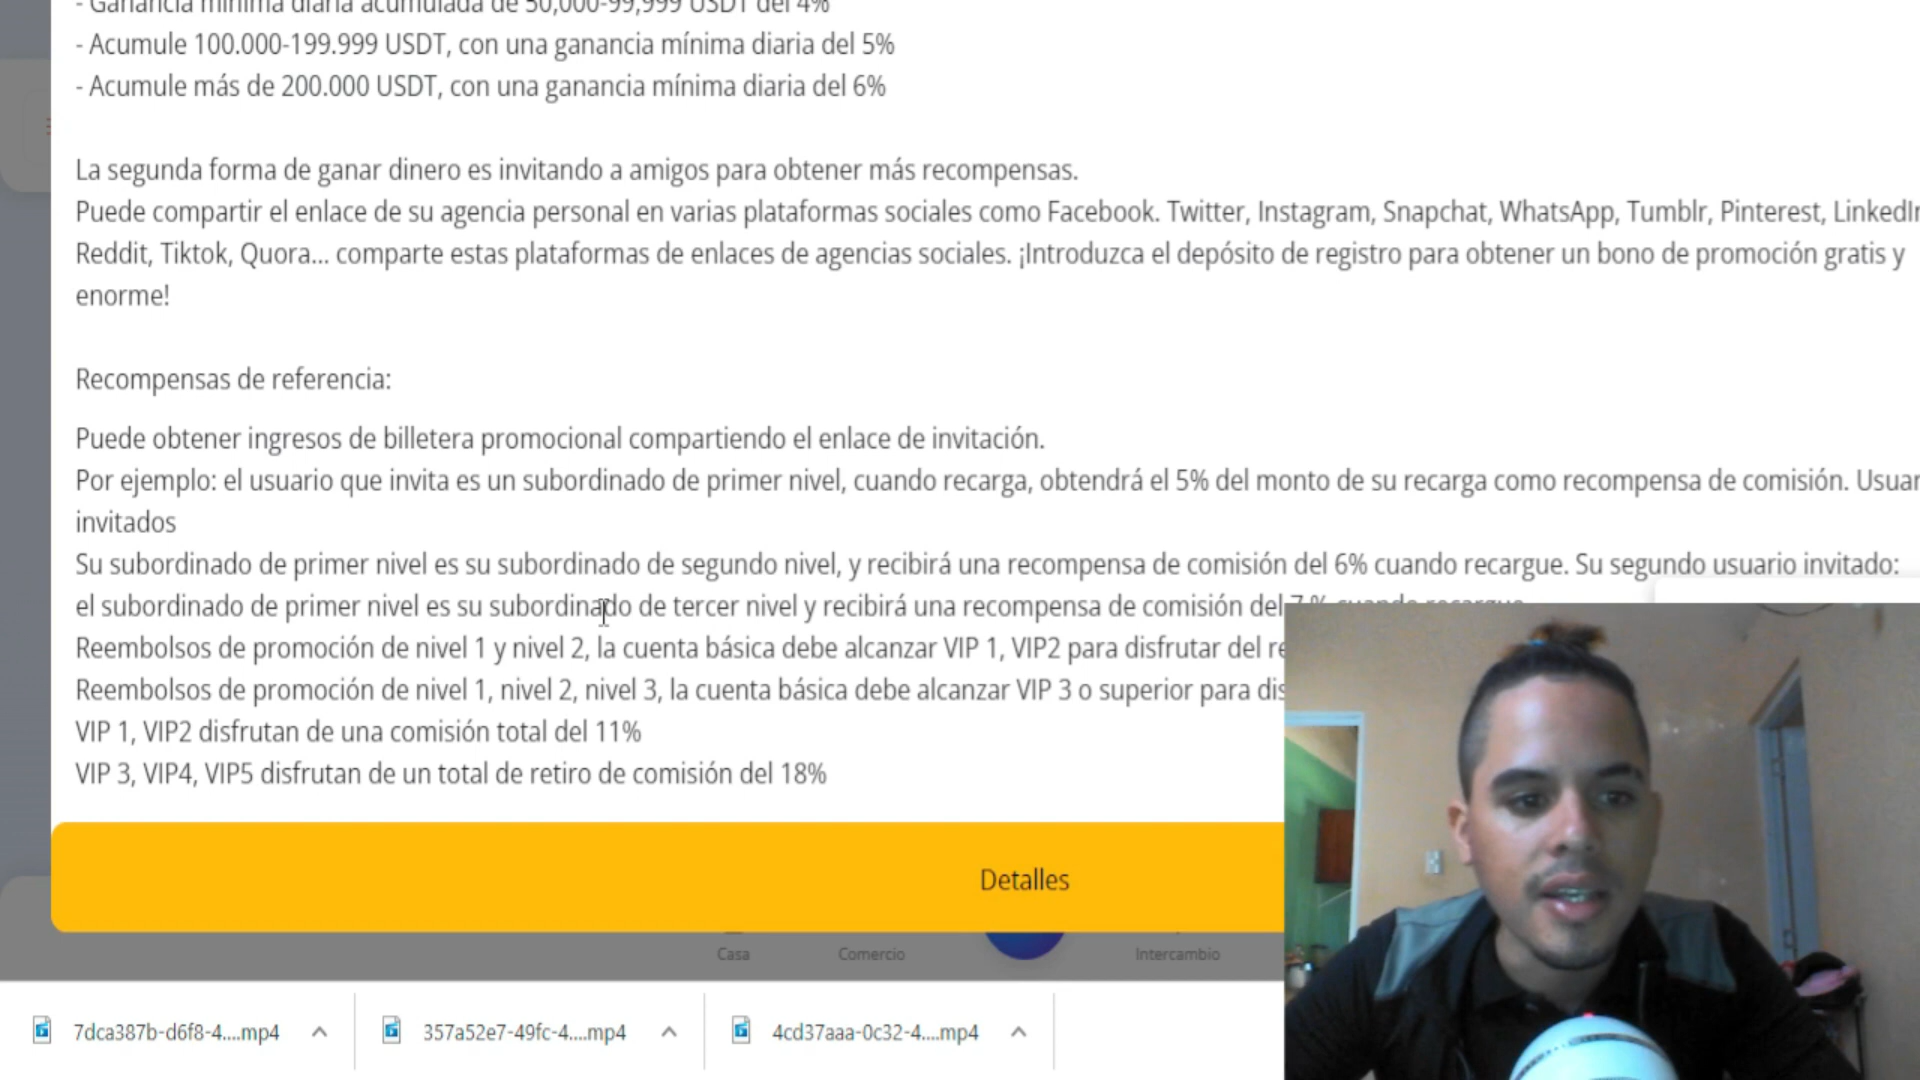 - Ganancia mínima diaria acumulada de 50,000-99,999 USDT del 4%
- Acumule 100.000-199.999 USDT, con una ganancia mínima diaria del 5%
- Acumule más de 200.000 USDT, con una ganancia mínima diaria del 6%
La segunda forma de ganar dinero es invitando a amigos para obtener más recompensas.
Puede compartir el enlace de su agencia personal en varias plataformas sociales como Facebook. Twitter, Instagram, Snapchat, WhatsApp, Tumblr, Pinterest,
Reddit, Tiktok, Quora... comparte estas plataformas de enlaces de agencias sociales. ¡Introduzca el depósito de registro para obtener un bono de promoción gratis y
enorme!
Recompensas de referencia:
Puede obtener ingresos de billetera promocional compartiendo el enlace de invitación.
Por ejemplo: el usuario que invita es un subordinado de primer nivel, cuando recarga, obtendrá el 5% del monto de su recarga como recompensa de comisión.
invitados
Su subordinado de primer nivel es su subordinado de segundo nivel, y recibirá una recompensa de comisión del 6% cuando recargue. Su segundo usuario invitado:
el subordinado de primer nivel es su subordinado de tercer nivel y recibirá una recompensa de comisión del
Reembolsos de promoción de nivel 1 y nivel 2, la cuenta básica debe alcanzar VIP 1, VIP2 para disfrutar del
Reembolsos de promoción de nivel 1, nivel 2, nivel 3, la cuenta básica debe alcanzar VIP 3 o superior para
VIP 1, VIP2 disfrutan de una comisión total del 11%
VIP 3, VIP4, VIP5 disfrutan de un total de retiro de comisión del 18%
Detalles
Casa Comercio Intercambio
7dca387b-d6f8-4....mp4 357a52e7-49fc-4....mp4 4cd37aaa-0c32-4....mp4